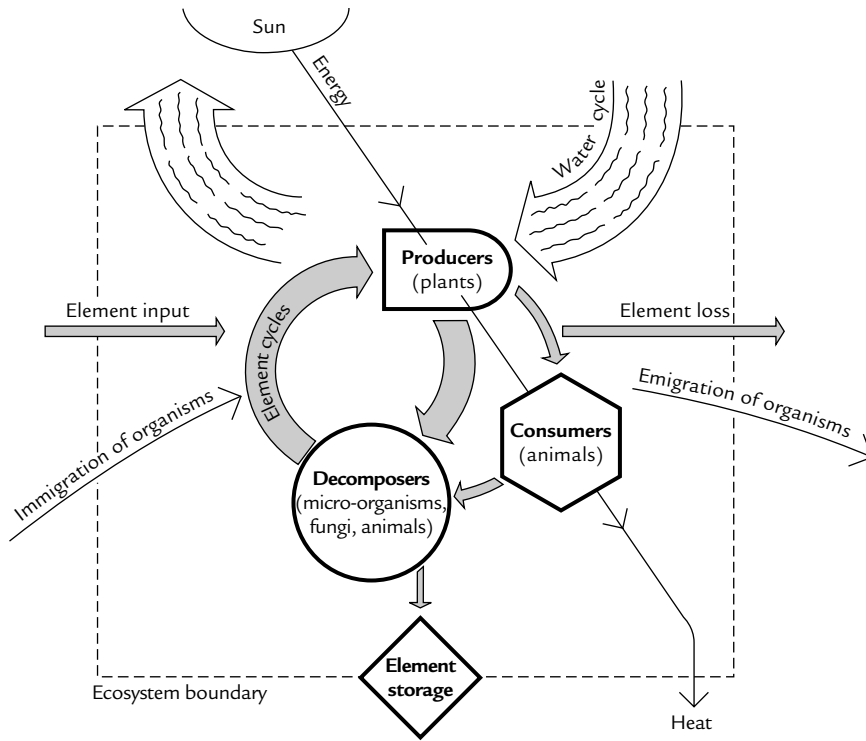 Sun
Energy
Water cycle
Producers
(plants)
Element input
Element cycles
Element loss
Immigration of organisms
Emigration of organisms
Consumers
(animals)
Decomposers
(micro-organisms,
fungi, animals)
Element
storage
Ecosystem boundary
Heat